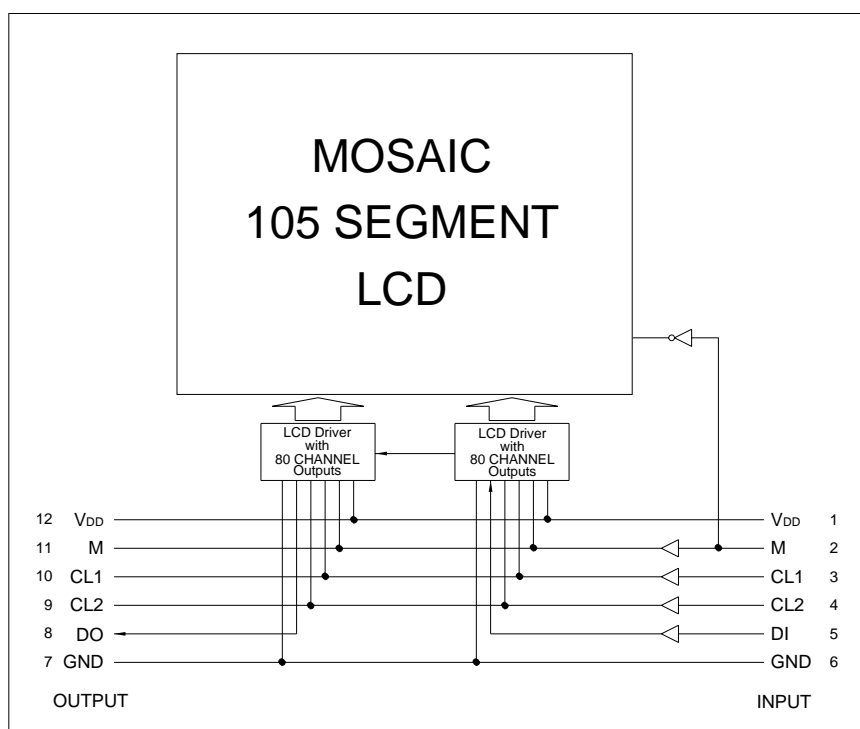 MOSAIC
105 SEGMENT
LCD
LCD Driver
with
80 CHANNEL
Outputs
LCD Driver
with
80 CHANNEL
Outputs
12 VDD VDD 1
11 M M 2
10 CL1 CL1 3
9 CL2 CL2 4
8 DO DI 5
7 GND GND 6
OUTPUT INPUT